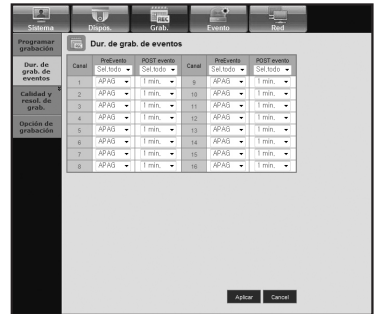 Sistema Dispos. Grab. Evento Red
REC
Programar grabación
Dur. de grab. de eventos
Calidad y resol. de grab.
Opción de grabación
Dur. de grab. de eventos
Canal PreEvento POST evento Canal PreEvento POST evento
Sel.todo Sel.todo Sel.todo Sel.todo
1 APAG 1 min. 9 APAG 1 min.
2 APAG 1 min. 10 APAG 1 min.
3 APAG 1 min. 11 APAG 1 min.
4 APAG 1 min. 12 APAG 1 min.
5 APAG 1 min. 13 APAG 1 min.
6 APAG 1 min. 14 APAG 1 min.
7 APAG 1 min. 15 APAG 1 min.
8 APAG 1 min. 16 APAG 1 min.
Aplicar Cancel